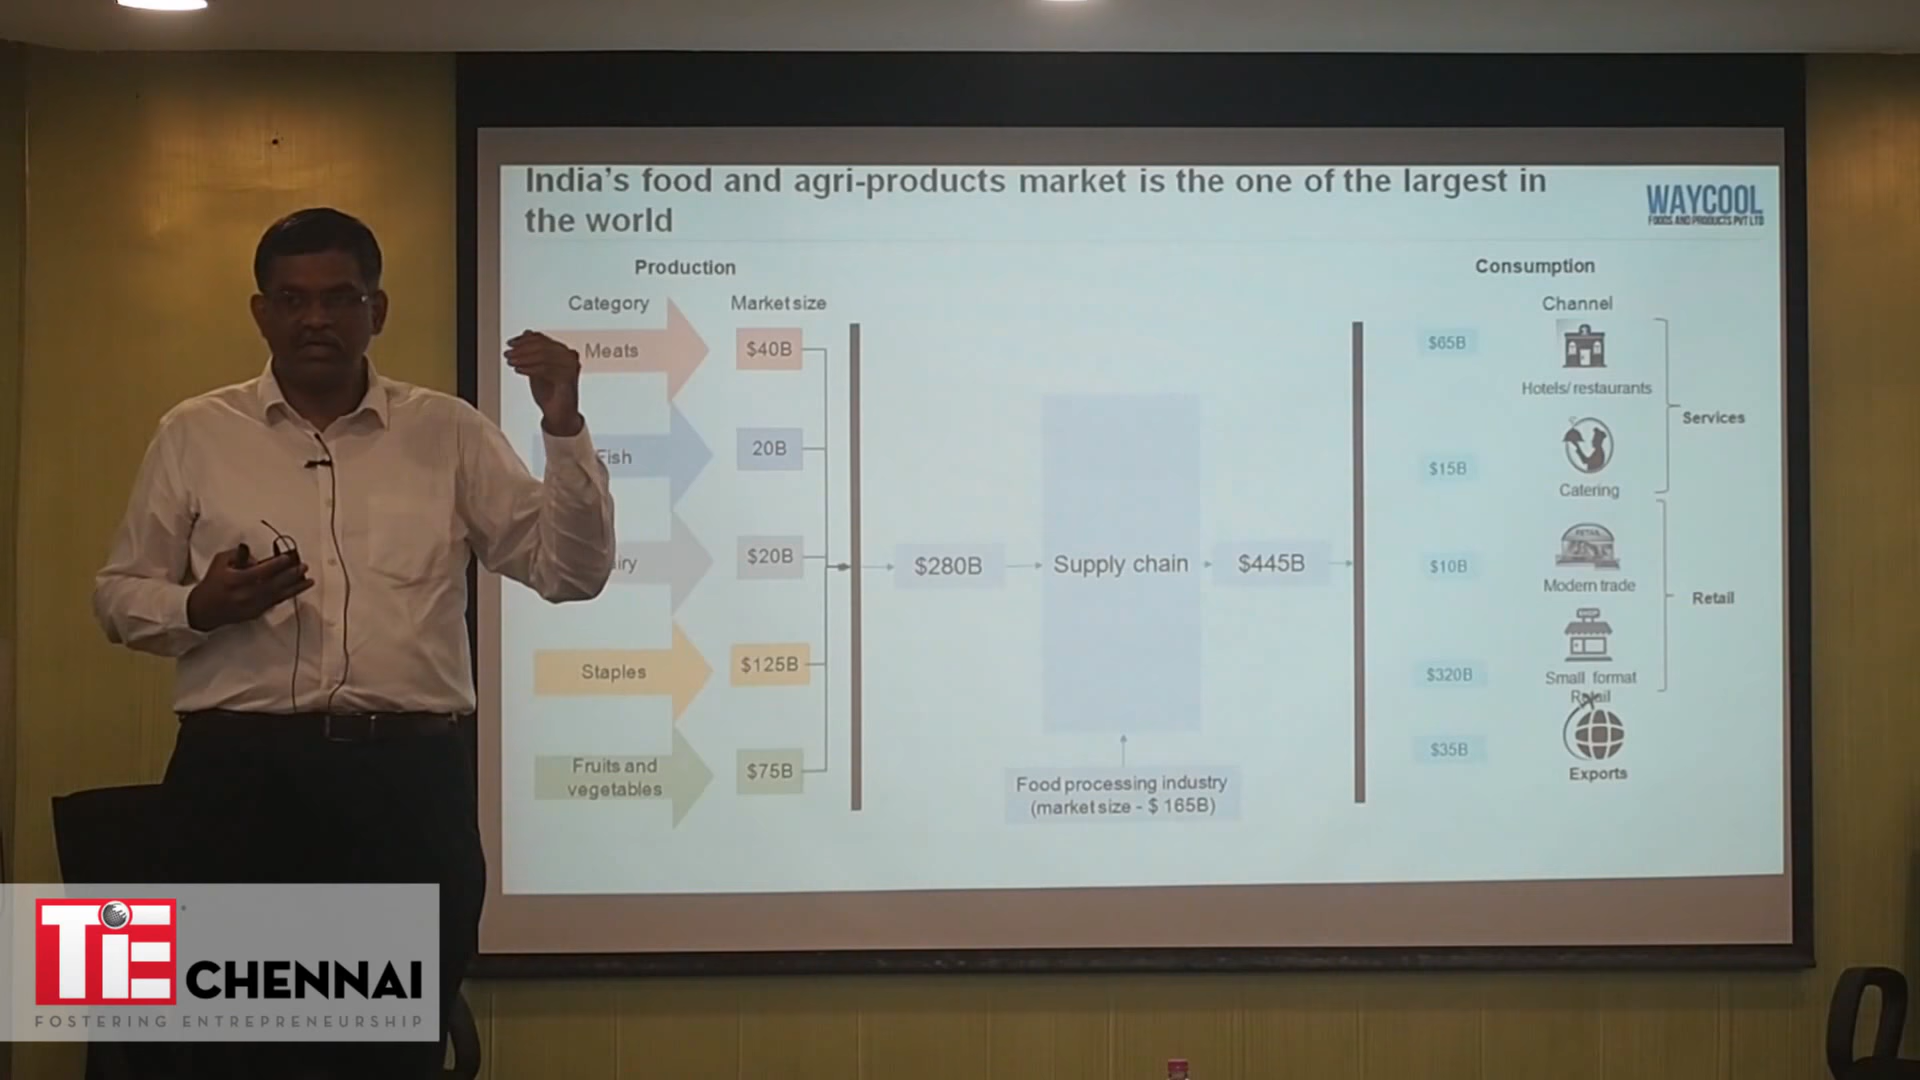 India's food and agri-products market is the one of the largest in
the world
WAYCOOL
FOODS AND PRODUCTS PVT LTD
Production
Consumption
Category
Market size
Channel
Meats
$40B
$65B
Hotels/ restaurants
Services
Fish
20B
$15B
Catering
iry
$20B
$280B
Supply chain
$445B
$10B
RETAIL
Modern trade
Retail
Staples
$125B
$320B
SHOP
Small format
Retail
Fruits and
vegetables
$75B
$35B
Exports
Food processing industry
(market size - $ 165B)
TiE CHENNAI
FOSTERING ENTREPRENEURSHIP